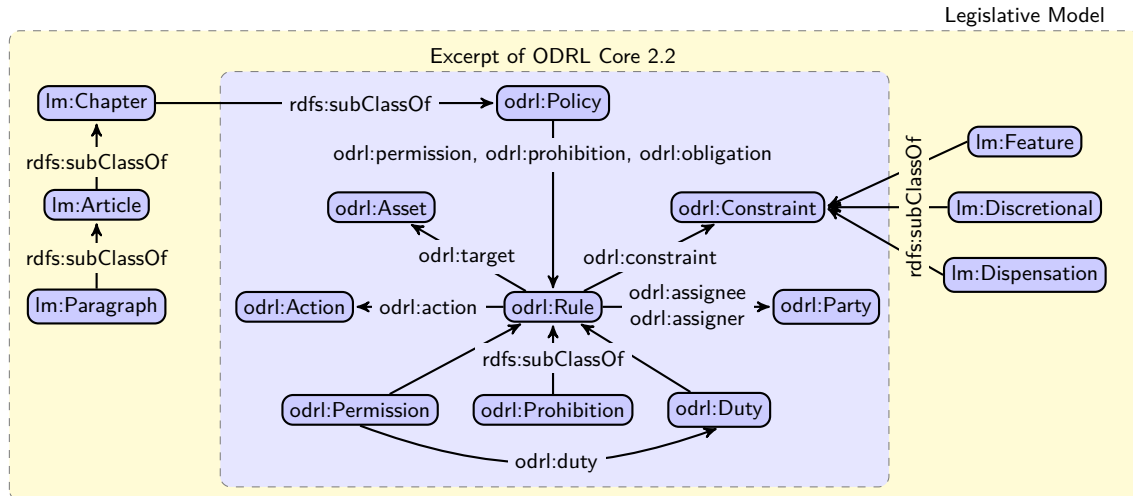 Legislative Model
Excerpt of ODRL Core 2.2
lm:Chapter
rdfs:subClassOf
odrl:Policy
rdfs:subClassOf
odrl:permission, odrl:prohibition, odrl:obligation
lm:Feature
lm:Article
odrl:Asset
odrl:Constraint
rdfs:subClassOf
lm:Discretional
rdfs:subClassOf
odrl:target
odrl:constraint
lm:Dispensation
lm:Paragraph
odrl:Action
odrl:action
odrl:Rule
odrl:assignee
odrl:assigner
odrl:Party
rdfs:subClassOf
odrl:Permission
odrl:Prohibition
odrl:Duty
odrl:duty